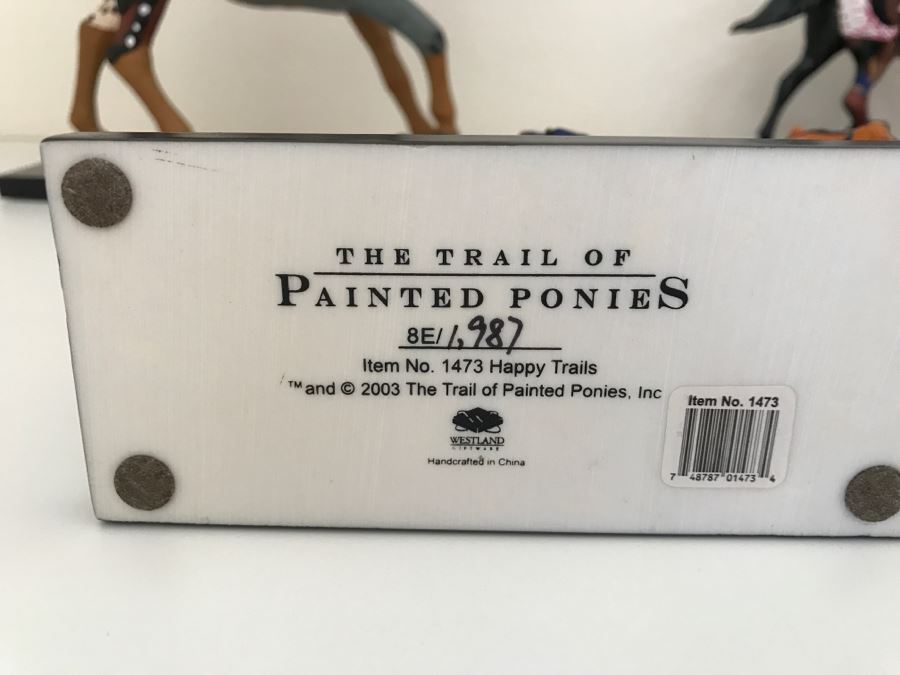 THE TRAIL OF
PAINTED PONIES
8E/1,987
Item No. 1473 Happy Trails
™ and © 2003 The Trail of Painted Ponies, Inc
WESTLAND
GIFTWARE
Handcrafted in China
Item No. 1473
7 48787 01473 4